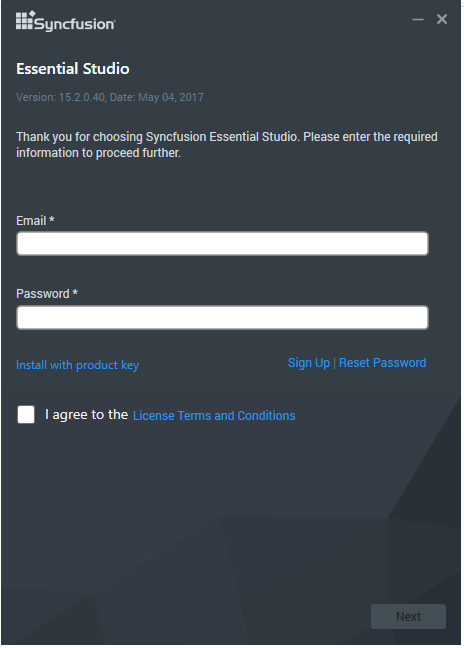 Syncfusion
Essential Studio
Version: 15.2.0.40, Date: May 04, 2017
Thank you for choosing Syncfusion Essential Studio. Please enter the required
information to proceed further.
Email *
Password *
Install with product key
Sign Up | Reset Password
I agree to the License Terms and Conditions
Next